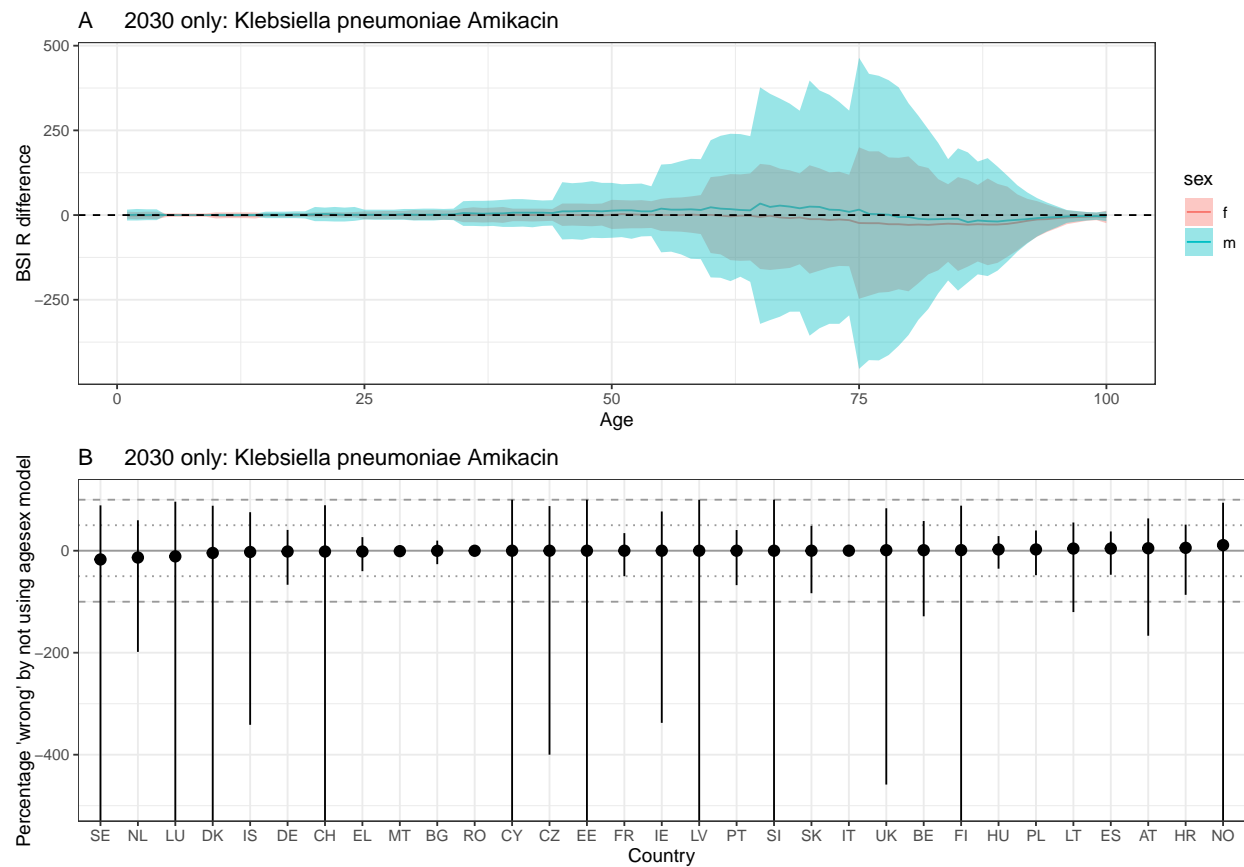 A 2030 only: Klebsiella pneumoniae Amikacin
500
250
0
−250
BSI R difference
0 25 50 75 100
Age
sex
f
m
B 2030 only: Klebsiella pneumoniae Amikacin
0
−200
−400
Percentage 'wrong' by not using agesex model
SE NL LU DK IS DE CH EL MT BG RO CY CZ EE FR IE LV PT SI SK IT UK BE FI HU PL LT ES AT HR NO
Country